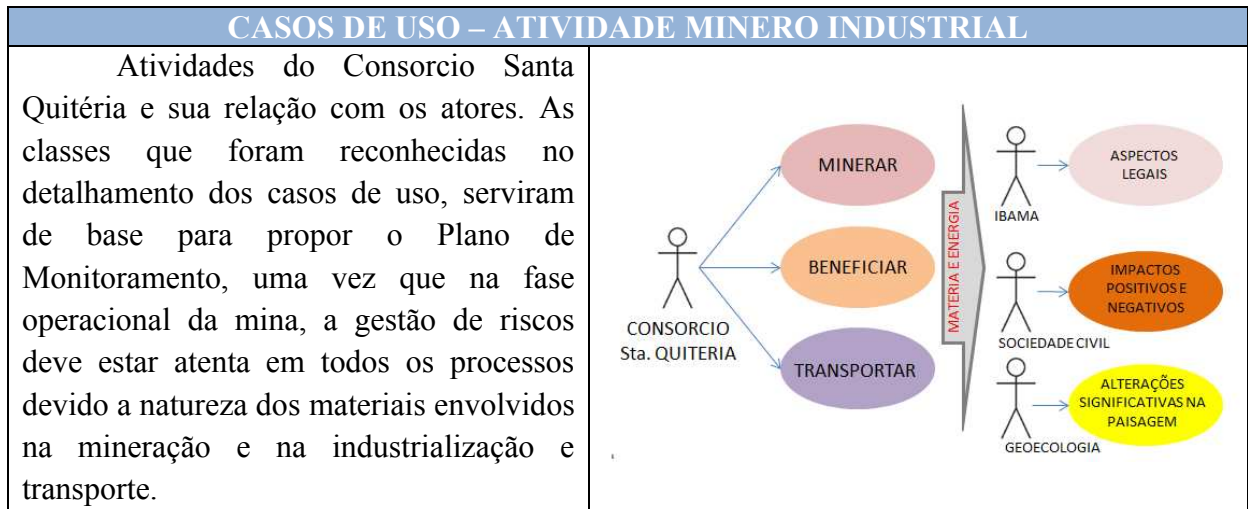 CASOS DE USO – ATIVIDADE MINERO INDUSTRIAL
Atividades do Consorcio Santa
Quitéria e sua relação com os atores. As
classes que foram reconhecidas no
detalhamento dos casos de uso, serviram
de base para propor o Plano de
Monitoramento, uma vez que na fase
operacional da mina, a gestão de riscos
deve estar atenta em todos os processos
devido a natureza dos materiais envolvidos
na mineração e na industrialização e
transporte.
CONSORCIO
Sta. QUITERIA
MINERAR
BENEFICIAR
TRANSPORTAR
MATERIA E ENERGIA
IBAMA
ASPECTOS
LEGAIS
SOCIEDADE CIVIL
IMPACTOS
POSITIVOS E
NEGATIVOS
GEOECOLOGIA
ALTERAÇÕES
SIGNIFICATIVAS NA
PAISAGEM